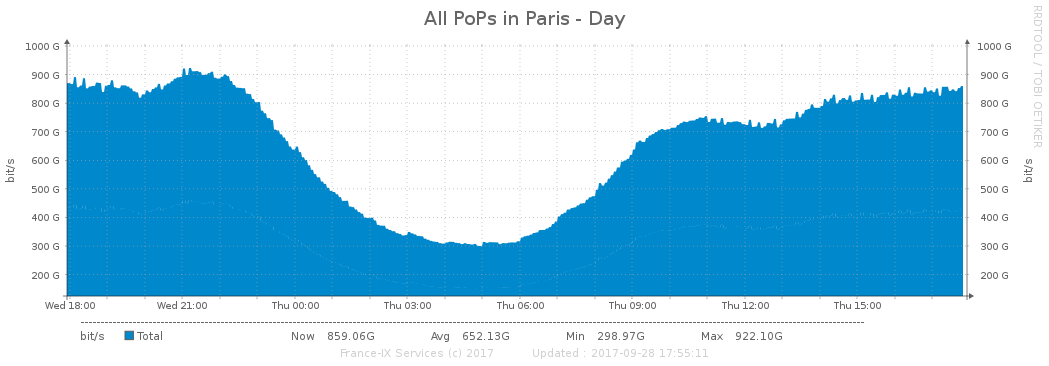 All PoPs in Paris - Day
RRDTOOL / TOBI OETIKER
bit/s
1000 G
900 G
800 G
700 G
600 G
500 G
400 G
300 G
200 G
1000 G
900 G
800 G
700 G
600 G
500 G
400 G
300 G
200 G
bit/s
Wed 18:00 Wed 21:00 Thu 00:00 Thu 03:00 Thu 06:00 Thu 09:00 Thu 12:00 Thu 15:00
bit/s Total Now 859.06G Avg 652.13G Min 298.97G Max 922.10G
France-IX Services (c) 2017 Updated : 2017-09-28 17:55:11